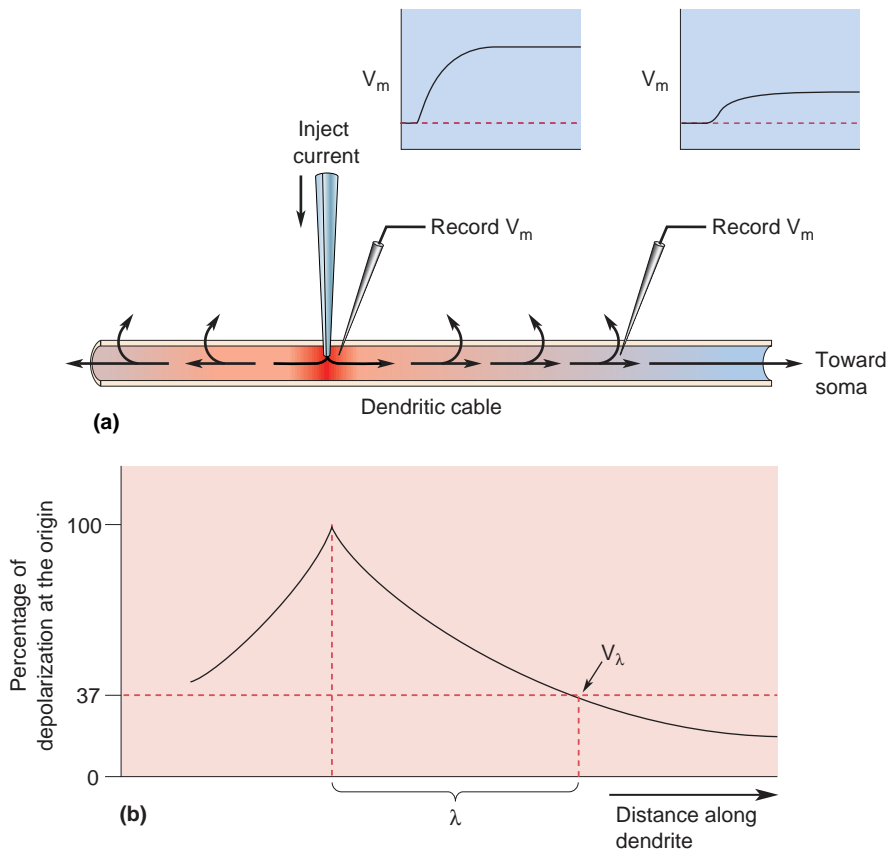 Vₘ
Vₘ
Inject
current
Record Vₘ
Record Vₘ
Toward
soma
Dendritic cable
(a)
Percentage of
depolarization at the origin
100
37
0
V_λ
λ
(b)
Distance along
dendrite